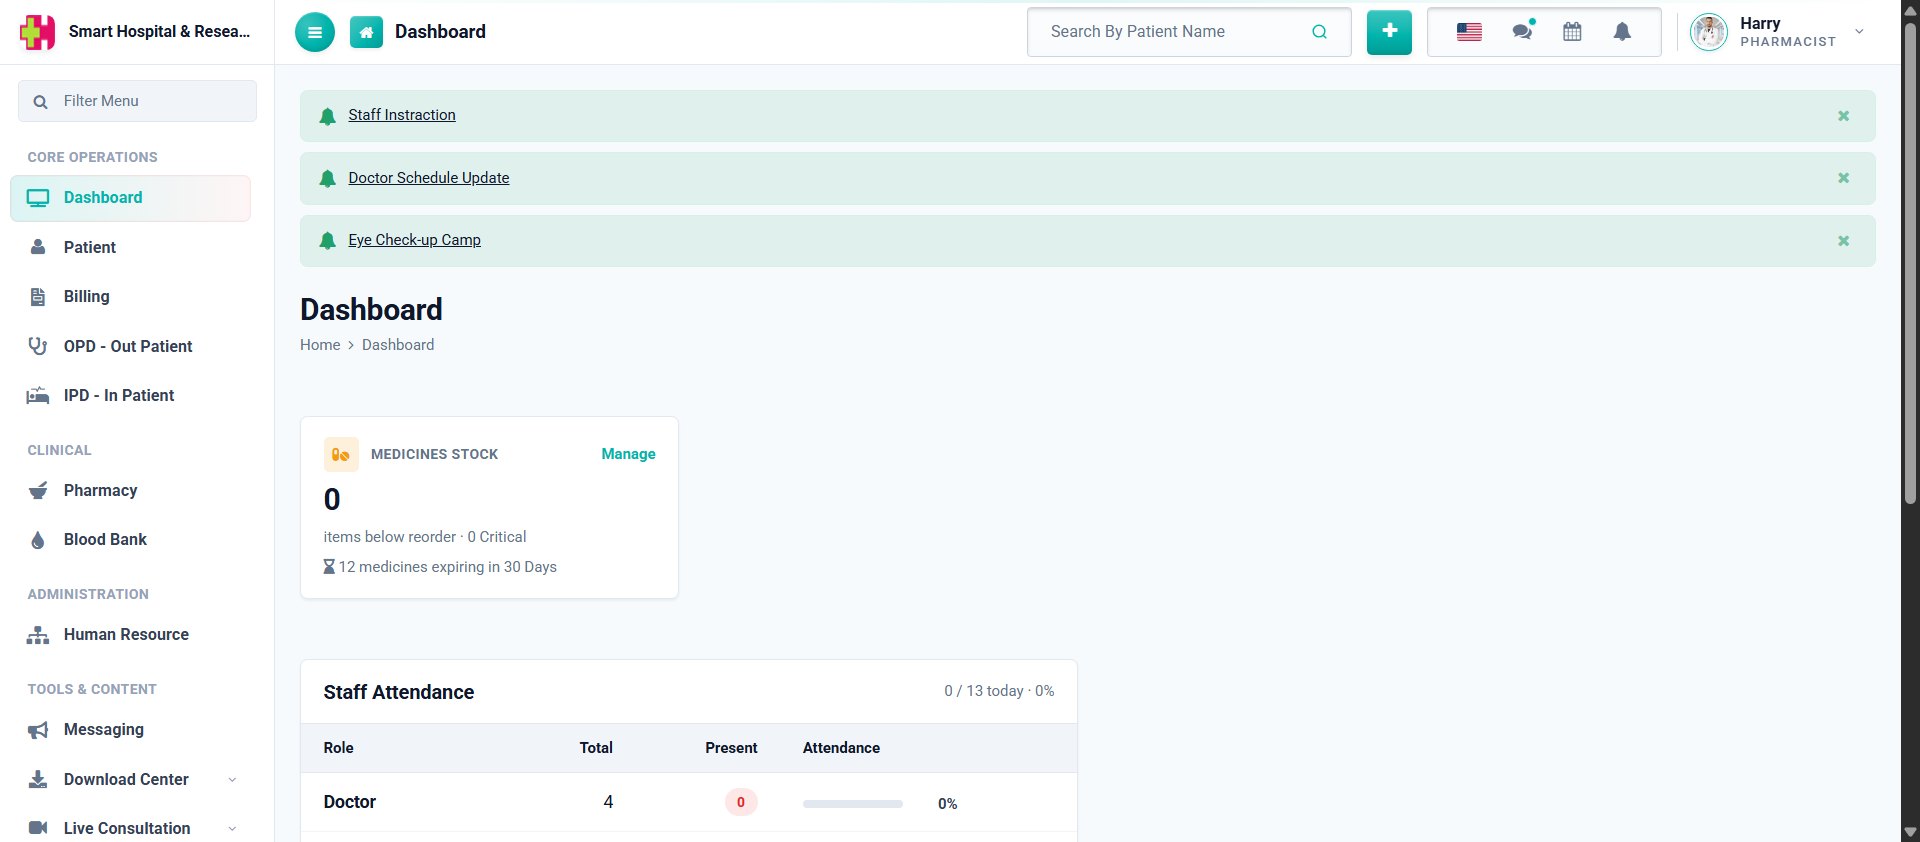 Smart Hospital & Resea...
Dashboard
Search By Patient Name
Harry
PHARMACIST
Filter Menu
CORE OPERATIONS
Dashboard
Patient
Billing
OPD - Out Patient
IPD - In Patient
CLINICAL
Pharmacy
Blood Bank
ADMINISTRATION
Human Resource
TOOLS & CONTENT
Messaging
Download Center
Live Consultation
Staff Instraction
Doctor Schedule Update
Eye Check-up Camp
Dashboard
Home > Dashboard
MEDICINES STOCK Manage
0
items below reorder · 0 Critical
12 medicines expiring in 30 Days
Staff Attendance 0 / 13 today · 0%
Role Total Present Attendance
Doctor 4 0 0%